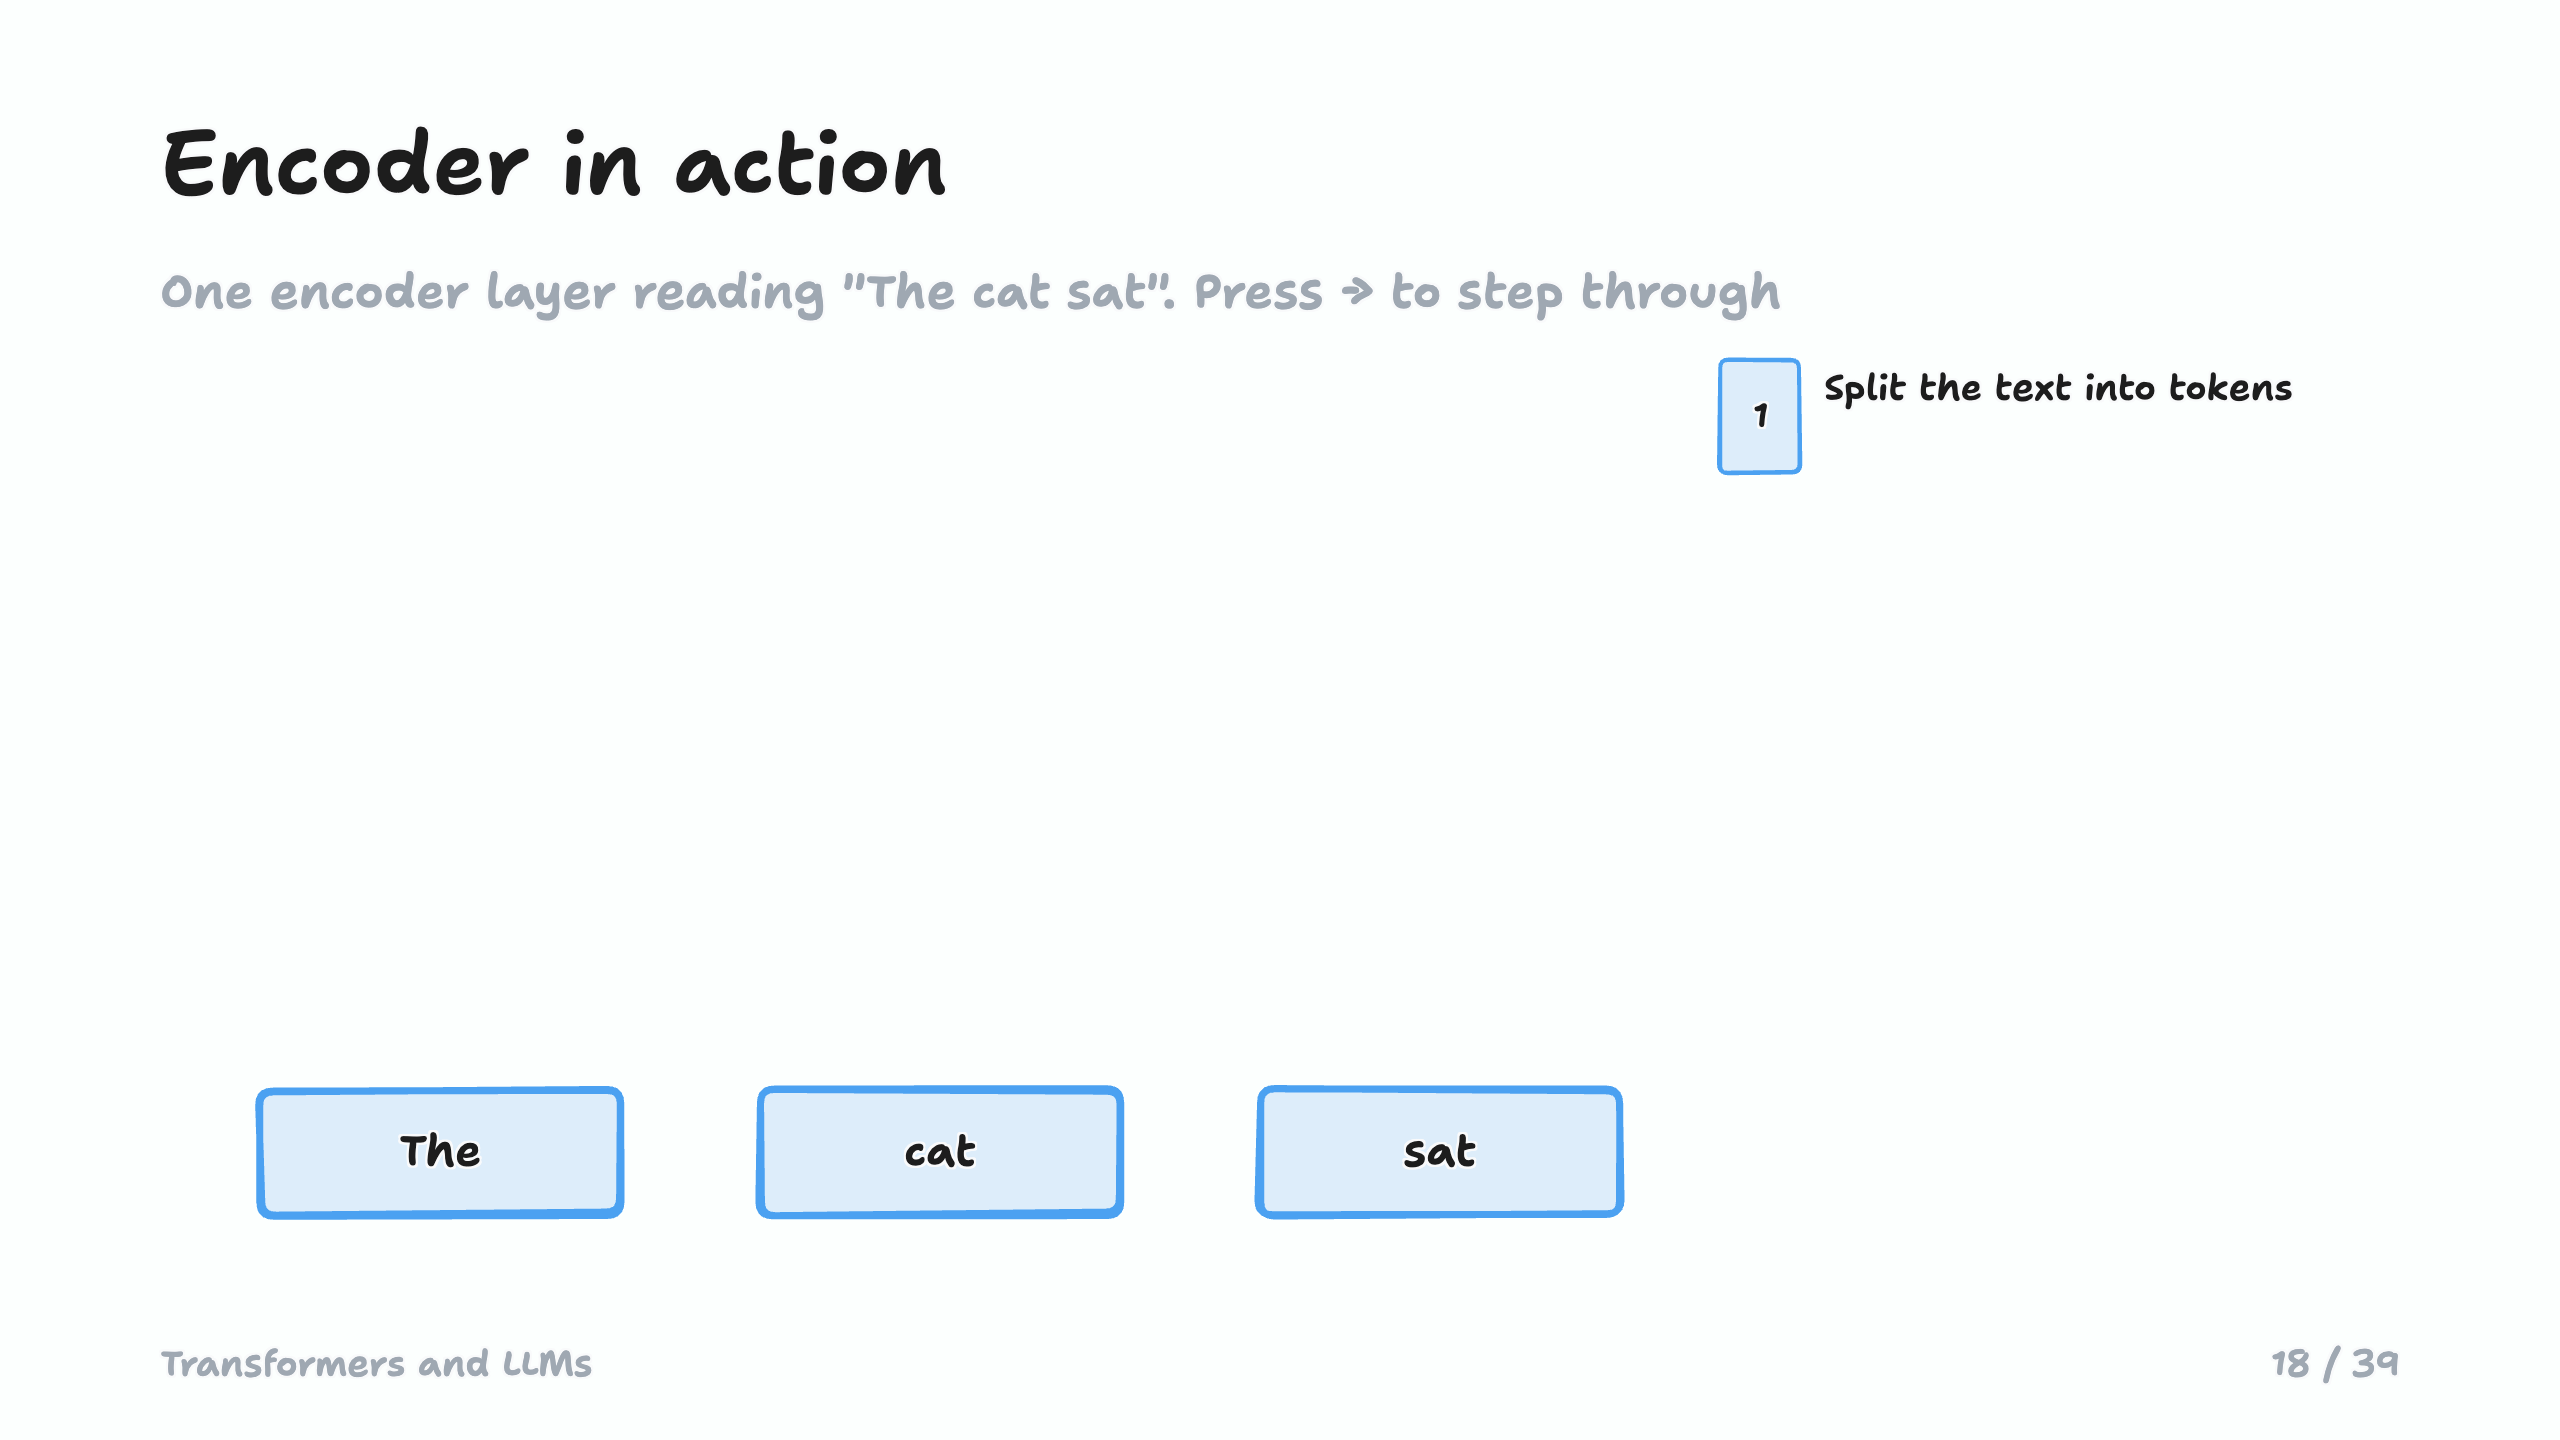 Encoder in action
One encoder layer reading "The cat sat". Press → to step through
1 Split the text into tokens
The cat sat
Transformers and LLMs
18 / 39